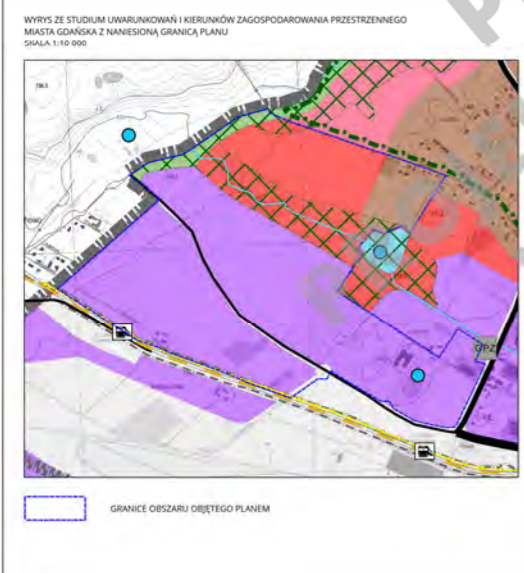 WYRYS ZE STUDIUM UWARUNKOWAŃ I KIERUNKÓW ZAGOSPODAROWANIA PRZESTRZENNEGO
MIASTA GDAŃSKA Z NANIESIONĄ GRANICĄ PLANU
SKALA 1:10 000
GPZ
GRANICE OBSZARU OBJĘTEGO PLANEM